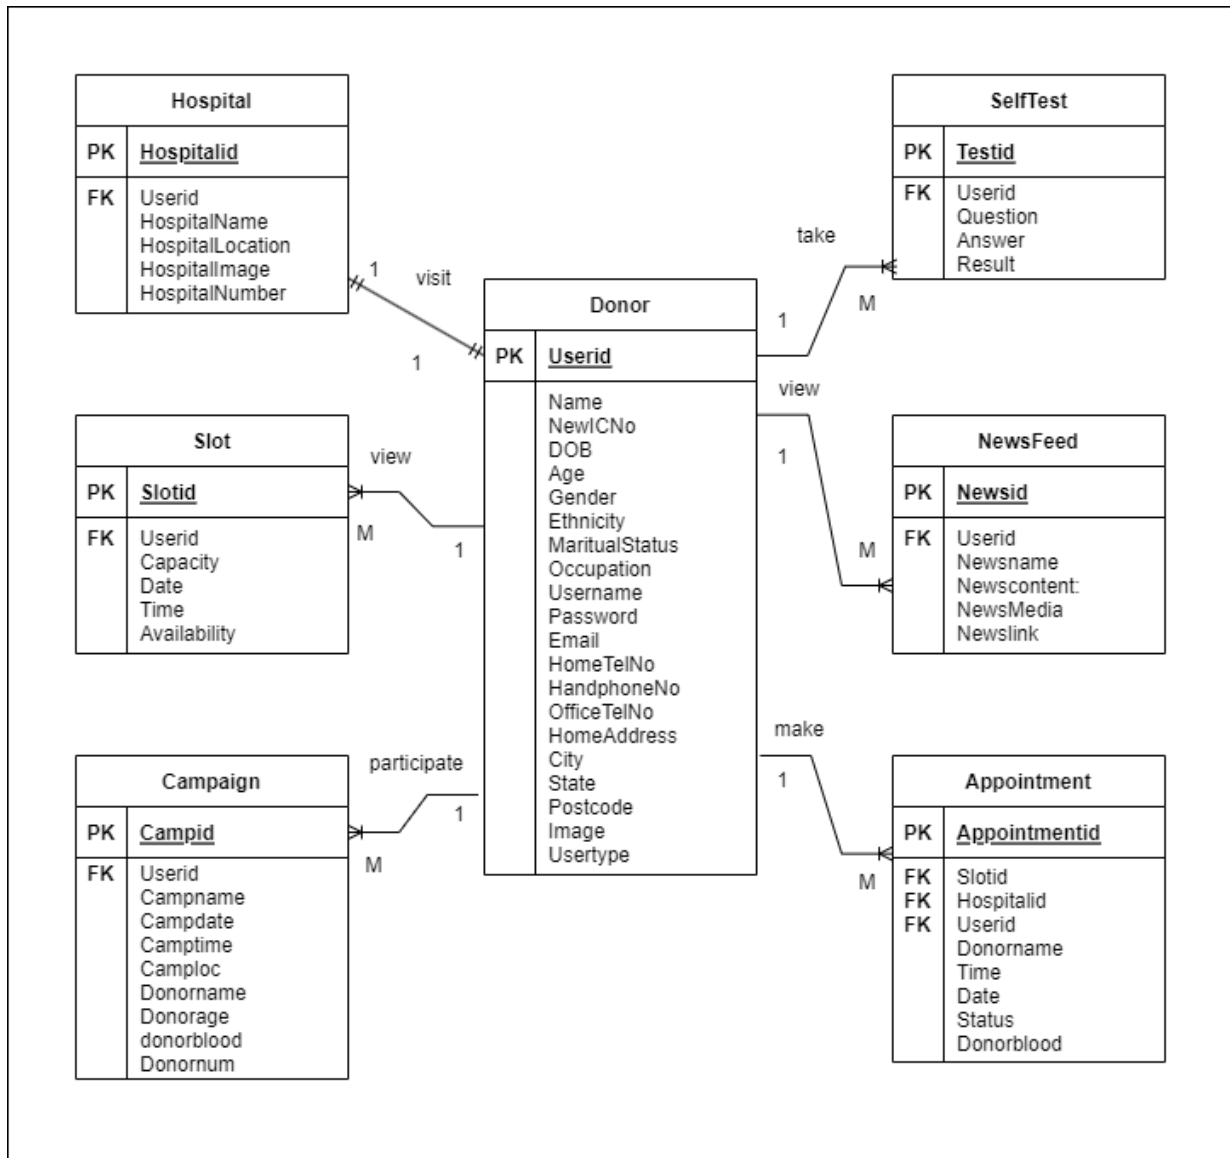 Hospital
PK Hospitalid
FK Userid
HospitalName
HospitalLocation
HospitalImage
HospitalNumber
1
visit
1
Slot
PK Slotid
FK Userid
Capacity
Date
Time
Availability
view
M
1
Campaign
PK Campid
FK Userid
Campname
Campdate
Camptime
Camploc
Donorname
Donorage
donorblood
Donornum
participate
M
1
Donor
PK Userid
Name
NewICNo
DOB
Age
Gender
Ethnicity
MaritualStatus
Occupation
Username
Password
Email
HomeTelNo
HandphoneNo
OfficeTelNo
HomeAddress
City
State
Postcode
Image
Usertype
take
1
M
SelfTest
PK Testid
FK Userid
Question
Answer
Result
view
1
M
NewsFeed
PK Newsid
FK Userid
Newsname
Newscontent:
NewsMedia
Newslink
make
1
M
Appointment
PK Appointmentid
FK Slotid
FK Hospitalid
FK Userid
Donorname
Time
Date
Status
Donorblood